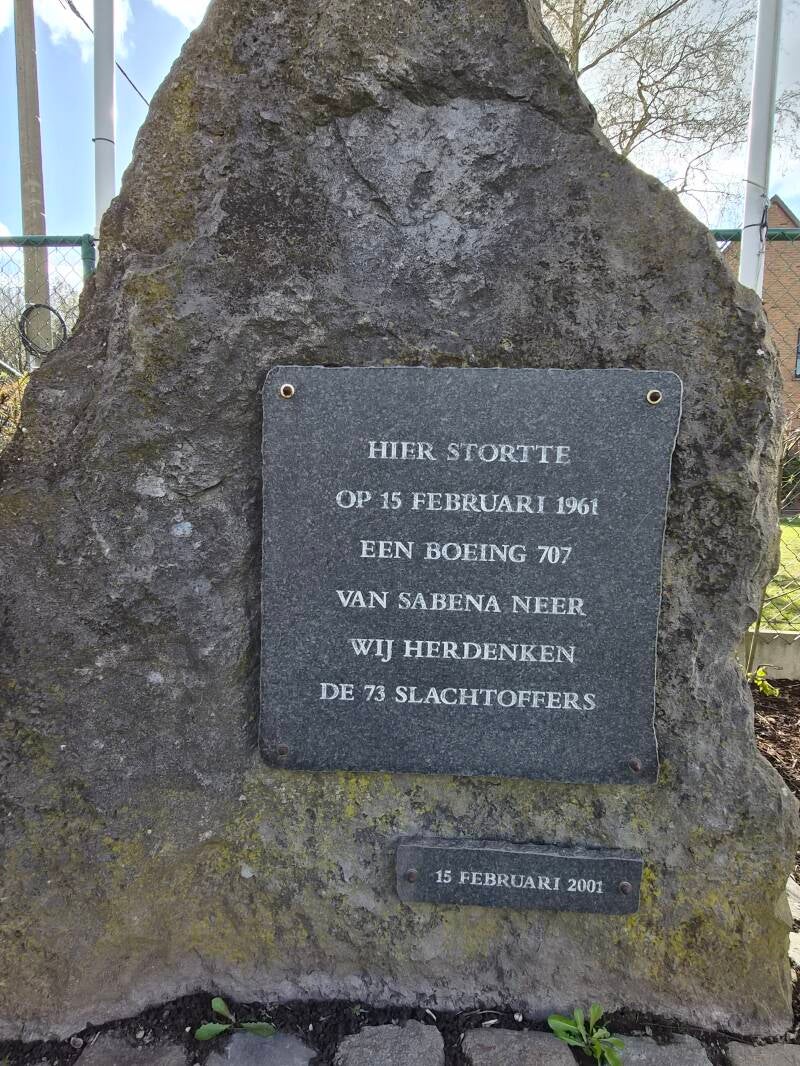 HIER STORTTE
OP 15 FEBRUARI 1961
EEN BOEING 707
VAN SABENA NEER
WIJ HERDENKEN
DE 73 SLACHTOFFERS
15 FEBRUARI 2001